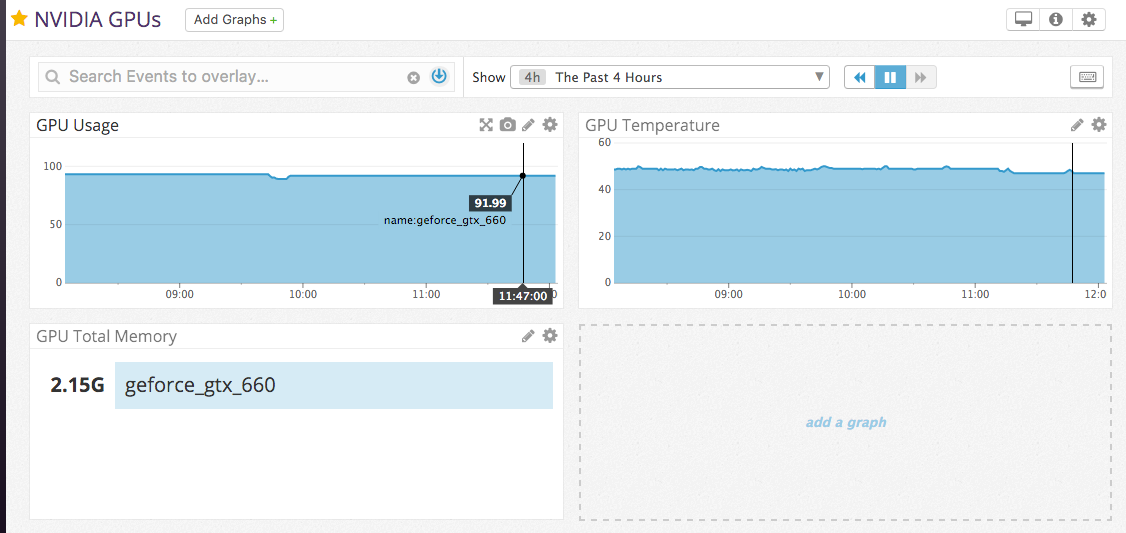 NVIDIA GPUs
Add Graphs +
Search Events to overlay...
Show
4h The Past 4 Hours
GPU Usage
100
50
0
91.99
name:geforce_gtx_660
09:00
10:00
11:00
11:47:00
0
GPU Temperature
60
40
20
0
09:00
10:00
11:00
12:0
GPU Total Memory
2.15G
geforce_gtx_660
add a graph